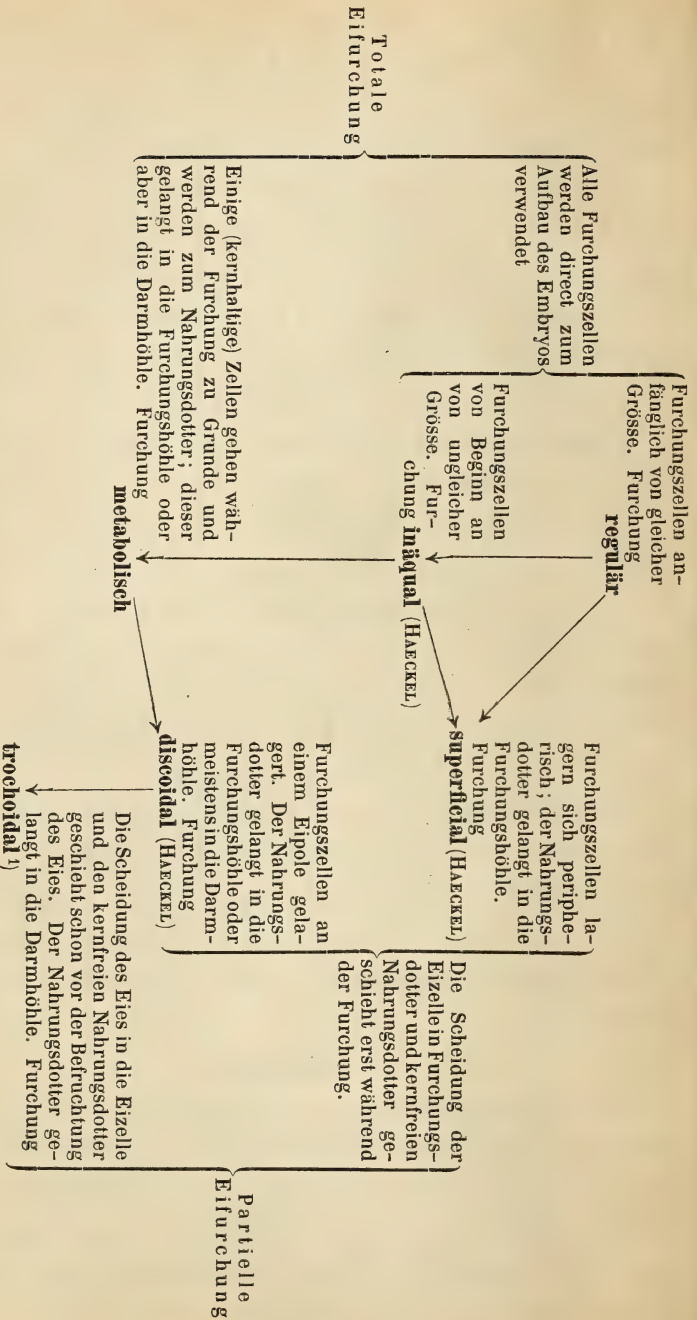 Totale
Eifurchung
Alle Furchungszellen
werden direct zum
Aufbau des Embryos
verwendet
Furchungszellen an-
fänglich von gleicher
Grösse. Furchung
regulär
Furchungszellen
von Beginn an
von ungleicher
Grösse. Fur-
chung inäqual (HAECKEL)
Einige (kernhaltige) Zellen gehen wäh-
rend der Furchung zu Grunde und
werden zum Nahrungsdotter; dieser
gelangt in die Furchungshöhle oder
aber in die Darmhöhle. Furchung
metabolisch
Furchungszellen la-
gern sich periphe-
risch; der Nahrungs-
dotter gelangt in die
Furchungshöhle.
Furchung
superficial (HAECKEL)
Furchungszellen an
einem Eipole gela-
gert. Der Nahrungs-
dotter gelangt in die
Furchungshöhle oder
meistens in die Darm-
höhle. Furchung
discoidal (HAECKEL)
Die Scheidung der
Eizelle in Furchungs-
dotter und kernfreien
Nahrungsdotter ge-
schieht erst während
der Furchung.
Die Scheidung des Eies in die Eizelle
und den kernfreien Nahrungsdotter
geschieht schon vor der Befruchtung
des Eies. Der Nahrungsdotter ge-
langt in die Darmhöhle. Furchung
trochoidal ¹)
Partielle
Eifurchung